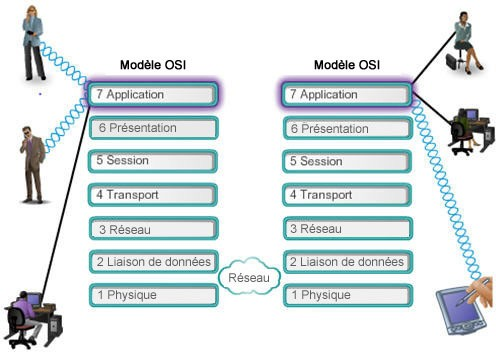 Modèle OSI
7 Application
6 Présentation
5 Session
4 Transport
3 Réseau
2 Liaison de données
1 Physique
Réseau
Modèle OSI
7 Application
6 Présentation
5 Session
4 Transport
3 Réseau
2 Liaison de données
1 Physique